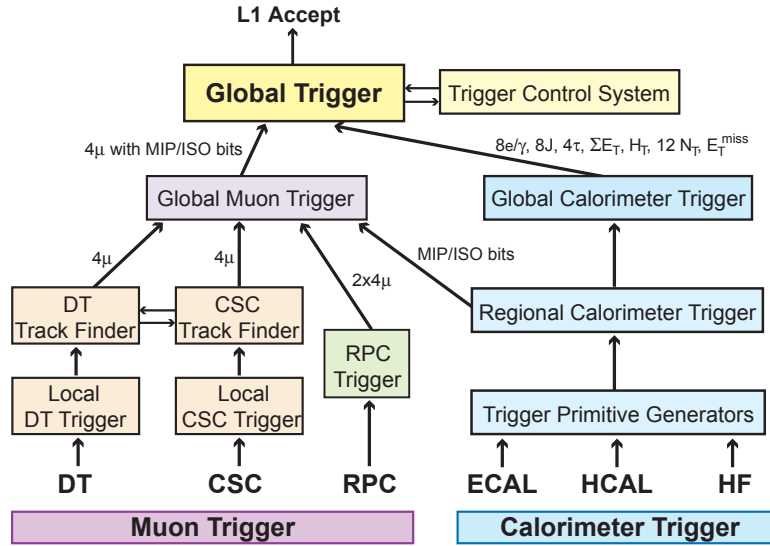 L1 Accept
Global Trigger
Trigger Control System
4μ with MIP/ISO bits
8e/γ, 8J, 4τ, ΣE_T, H_T, 12 N_T, E_T^miss
Global Muon Trigger
Global Calorimeter Trigger
4μ
4μ
2x4μ
MIP/ISO bits
DT
Track Finder
CSC
Track Finder
Regional Calorimeter Trigger
RPC
Trigger
Local
DT Trigger
Local
CSC Trigger
Trigger Primitive Generators
DT
CSC
RPC
ECAL
HCAL
HF
Muon Trigger
Calorimeter Trigger